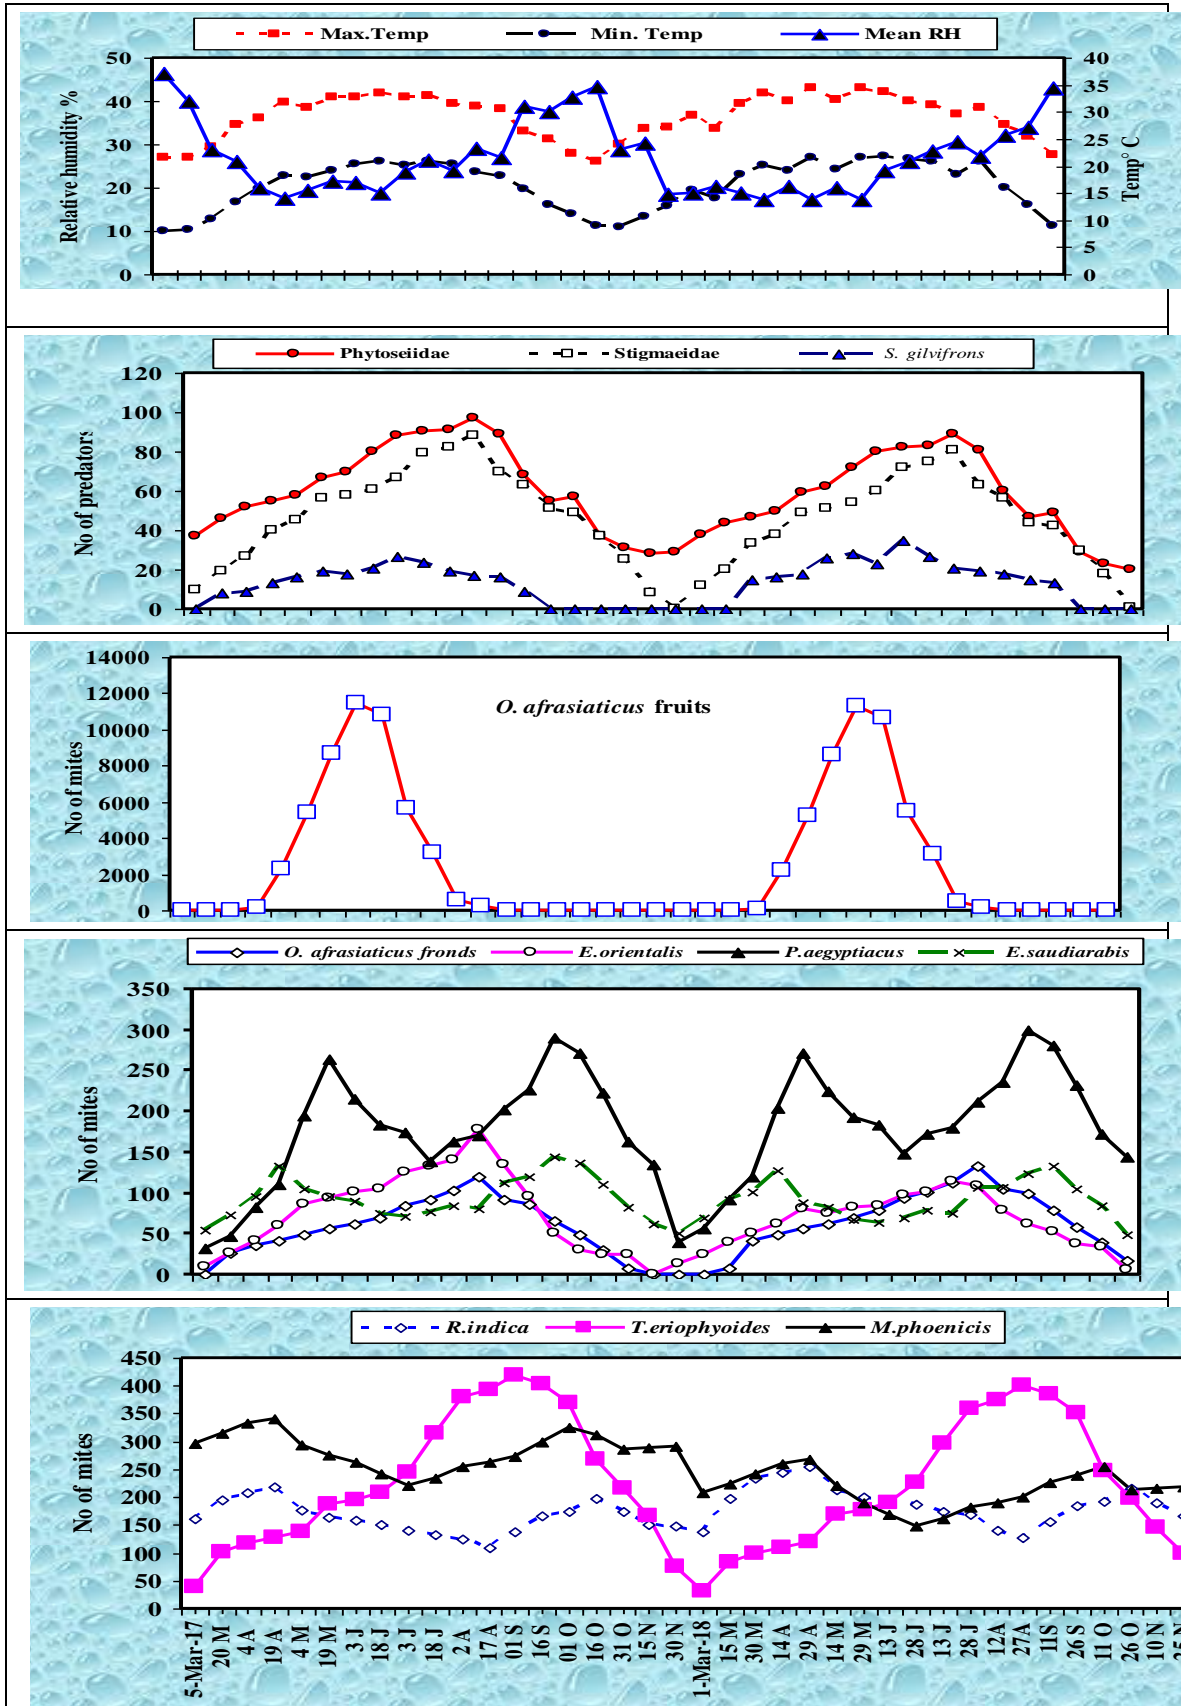 Max.Temp Min. Temp Mean RH
50
40
30
20
10
0
Relative humidity %
40
35
30
25
20
15
10
5
0
Temp° C
Phytoseiidae Stigmaeidae S. gilvifrons
120
100
80
60
40
20
0
No of predators
14000
12000
10000
8000
6000
4000
2000
0
No of mites
O. afrasiaticus fruits
O. afrasiaticus fronds E.orientalis P.aegyptiacus E.saudiarabis
350
300
250
200
150
100
50
0
No of mites
R.indica T.eriophyoides M.phoenicis
450
400
350
300
250
200
150
100
50
0
No of mites
5-Mar-17
20 M
4 A
19 A
4 M
19 M
3 J
18 J
3 J
18 J
2 A
17 A
01 S
16 S
01 O
16 O
31 O
15 N
30 N
1-Mar-18
15 M
30 M
14 A
29 A
14 M
29 M
13 J
28 J
13 J
28 J
12A
27A
11S
26 S
11 O
26 O
10 N
25 N